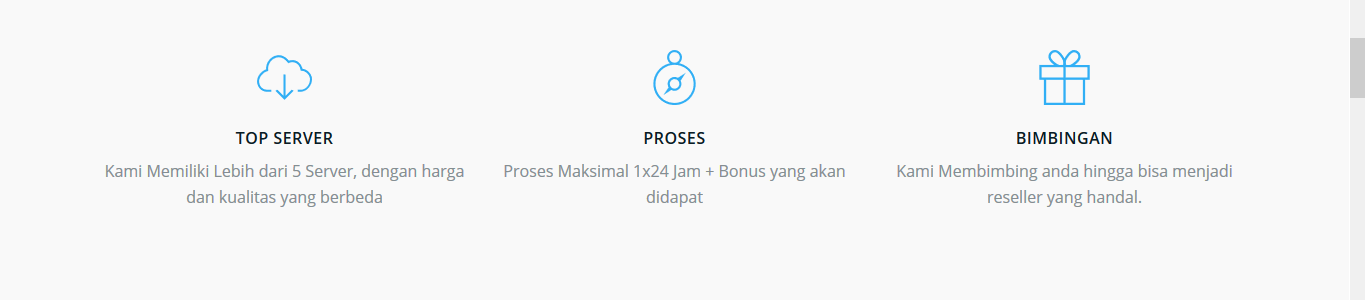 TOP SERVER
Kami Memiliki Lebih dari 5 Server, dengan harga
dan kualitas yang berbeda
PROSES
Proses Maksimal 1x24 Jam + Bonus yang akan
didapat
BIMBINGAN
Kami Membimbing anda hingga bisa menjadi
reseller yang handal.